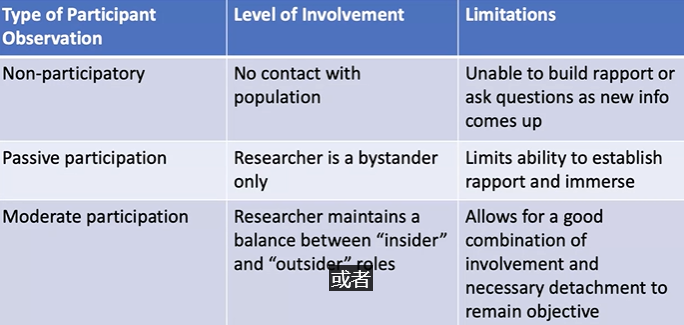 Type of Participant
Observation
Level of Involvement
Limitations
Non-participatory
No contact with
population
Unable to build rapport or
ask questions as new info
comes up
Passive participation
Researcher is a bystander
only
Limits ability to establish
rapport and immerse
Moderate participation
Researcher maintains a
balance between “insider”
and “outsider” roles
Allows for a good
combination of
involvement and
necessary detachment to
remain objective
或者